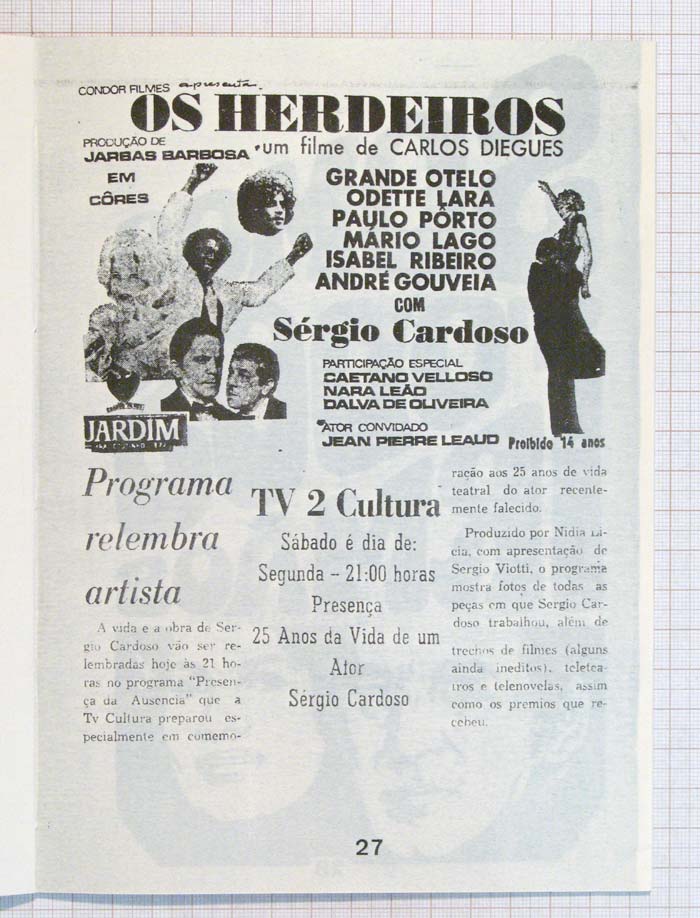 CONDOR FILMES apresenta
OS HERDEIROS
PRODUÇÃO DE
JARBAS BARBOSA
um filme de CARLOS DIEGUES
EM
CÔRES
GRANDE OTELO
ODETTE LARA
PAULO PÔRTO
MÁRIO LAGO
ISABEL RIBEIRO
ANDRÉ GOUVEIA
COM
Sérgio Cardoso
PARTICIPAÇÃO ESPECIAL
CAETANO VELLOSO
NARA LEÃO
DALVA DE OLIVEIRA
ATOR CONVIDADO
JEAN PIERRE LEAUD
Proibido 14 anos
JARDIM
Programa
relembra
artista
A vida e a obra de Ser-
gio Cardoso vão ser re-
lembradas hoje às 21 ho-
ras no programa "Presen-
ça da Ausencia" que a
Tv Cultura preparou es-
pecialmente em comemo-
TV 2 Cultura
Sábado é dia de:
Segunda - 21:00 horas
Presença
25 Anos da Vida de um
Ator
Sérgio Cardoso
ração aos 25 anos de vida
teatral do ator recente-
mente falecido.
Produzido por Nidia Li-
cia, com apresentação de
Sergio Viotti, o programa
mostra fotos de todas as
peças em que Sergio Car-
doso trabalhou, além de
trechos de filmes (alguns
ainda ineditos), teletea-
tros e telenovelas, assim
como os premios que re-
cebeu.
27